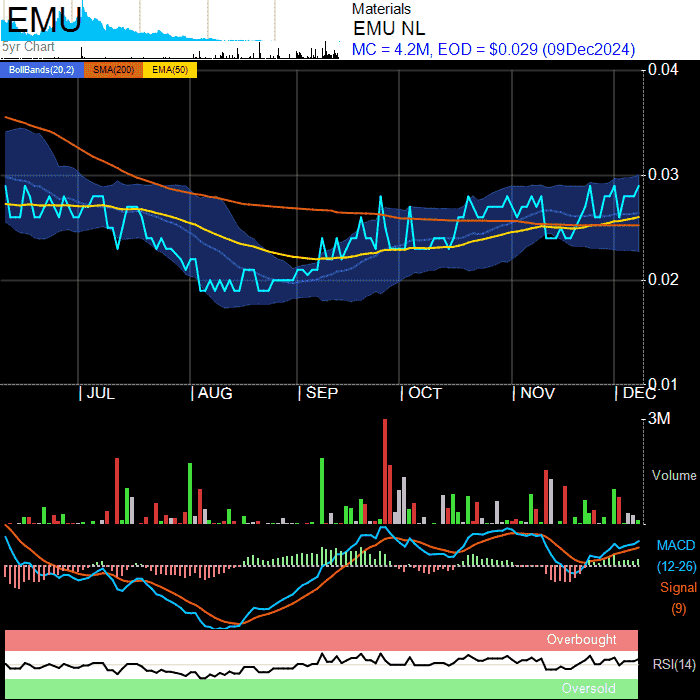 EMU
5yr Chart
Materials
EMU NL
MC = 4.2M, EOD = $0.029 (09Dec2024)
BollBands(20,2) SMA(200) EMA(50)
0.04
0.03
0.02
0.01
| JUL | AUG | SEP | OCT | NOV | DEC
3M
Volume
MACD
(12-26)
Signal
(9)
Overbought
RSI(14)
Oversold